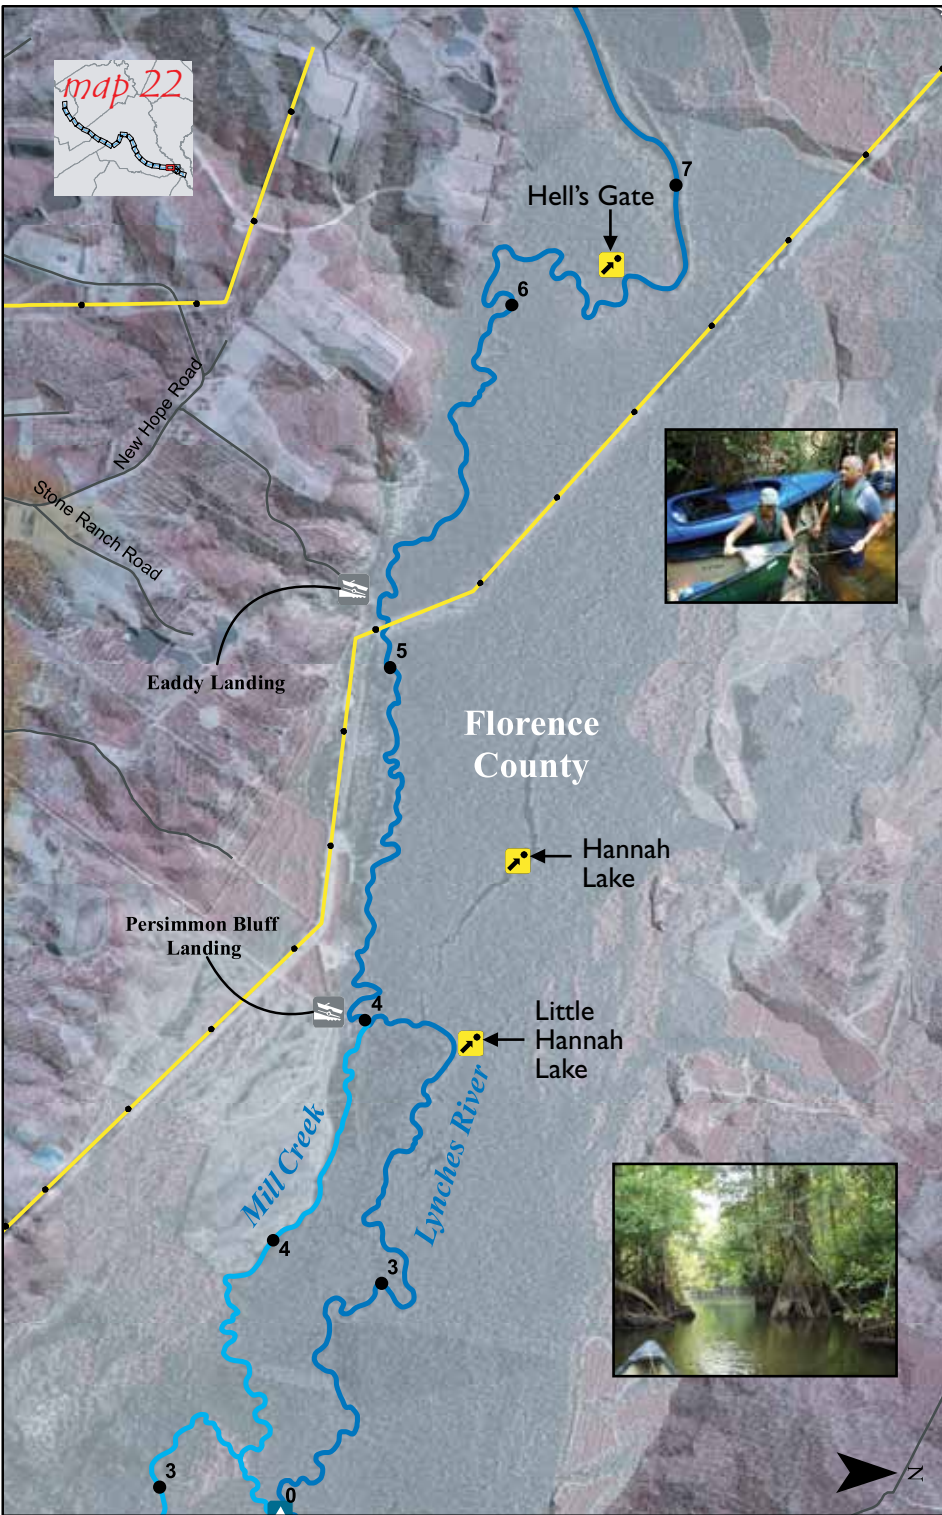 map 22
7
Hell's Gate
6
New Hope Road
Stone Ranch Road
5
Eaddy Landing
Florence
County
Hannah
Lake
Persimmon Bluff
Landing
4
Little
Hannah
Lake
Lynches River
Mill Creek
4
3
3
0
N